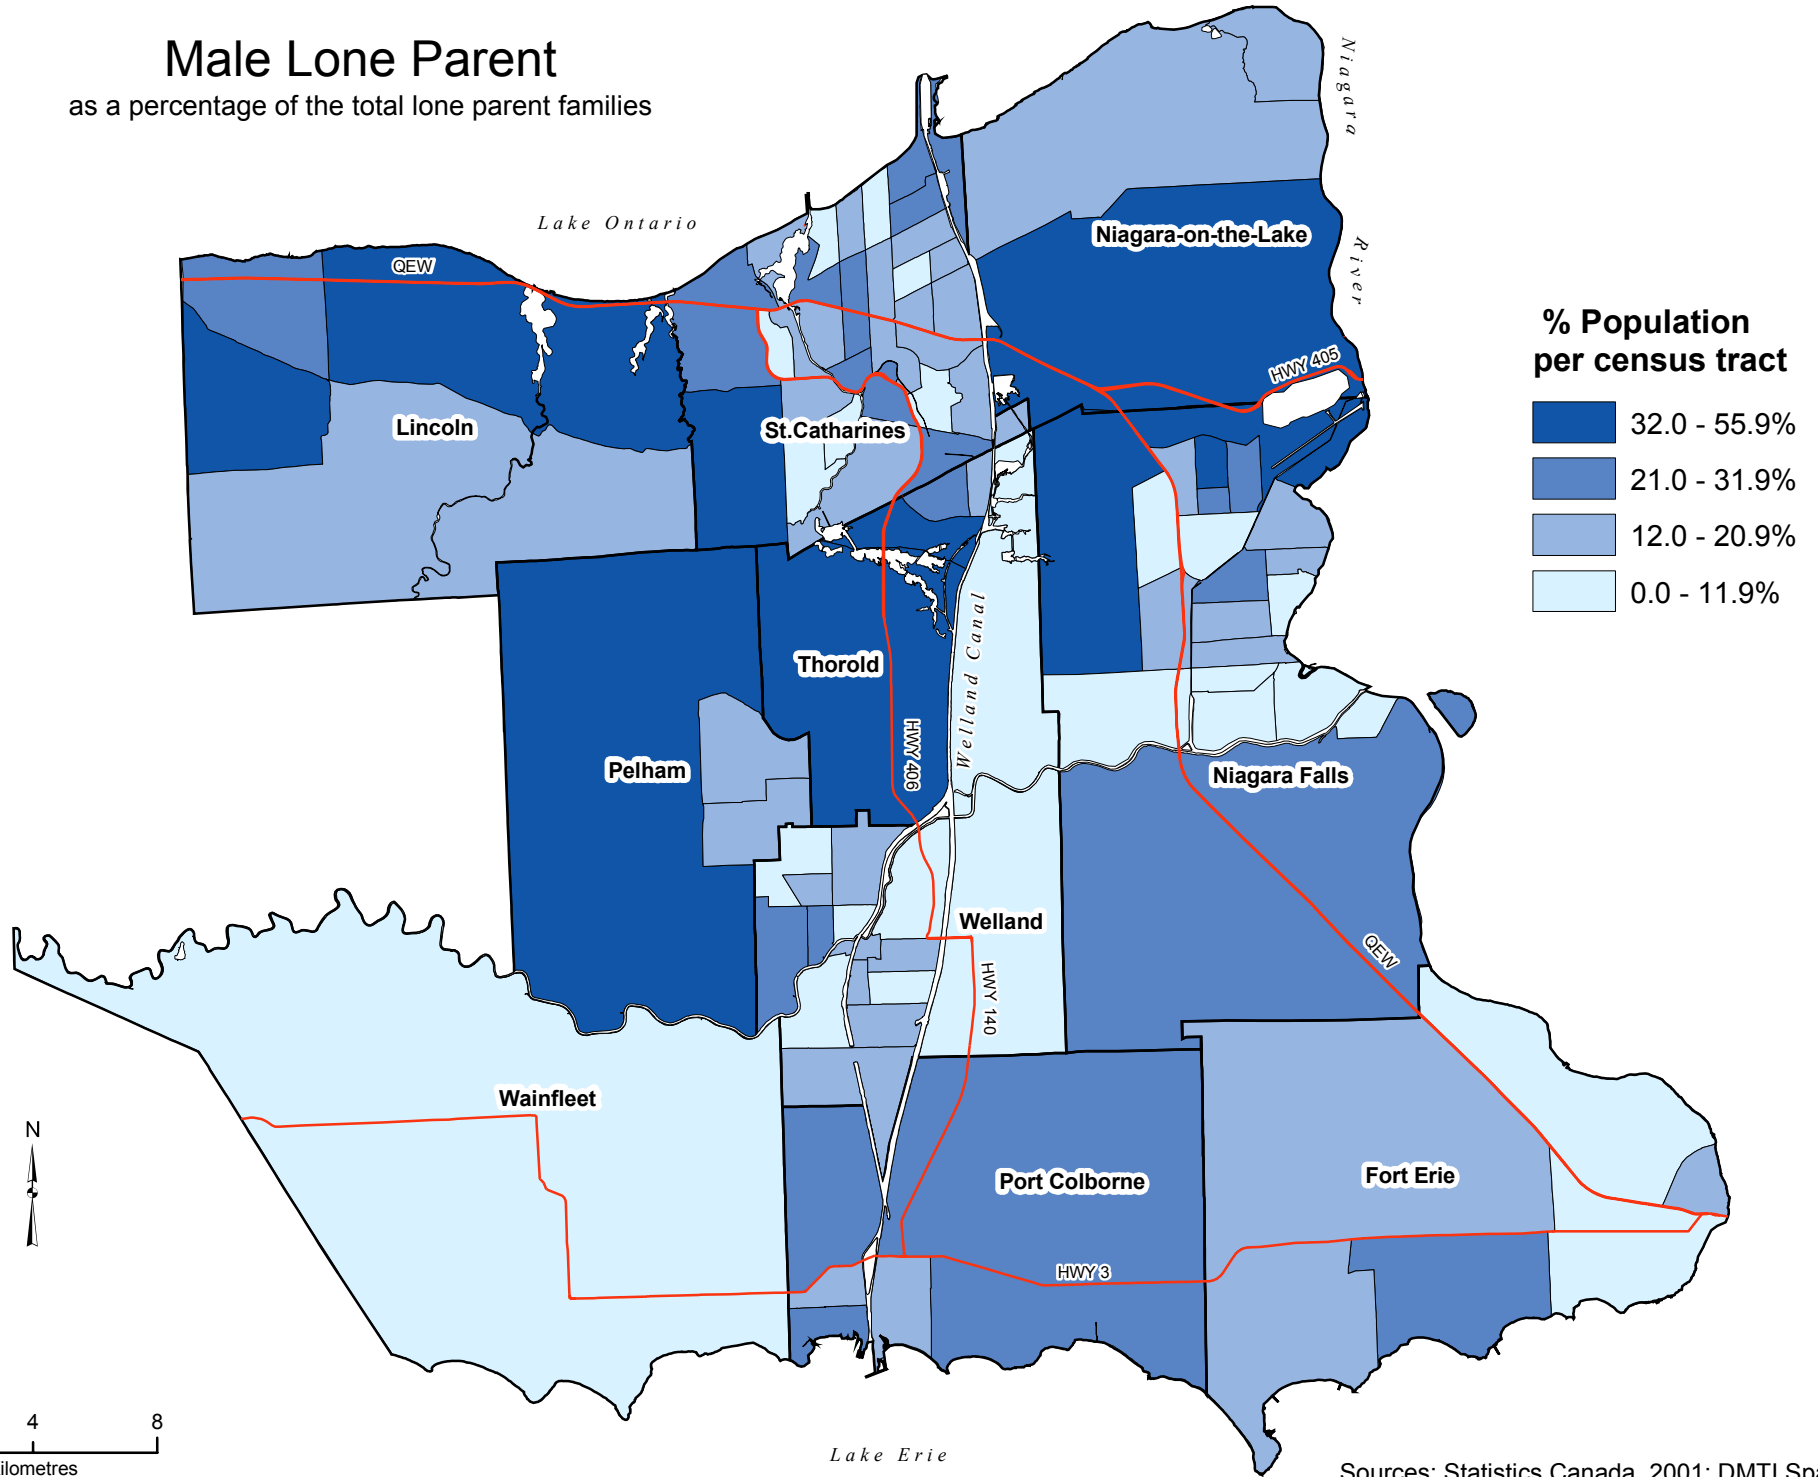 Male Lone Parent
as a percentage of the total lone parent families
Niagara
River
Lake Ontario
QEW
Niagara-on-the-Lake
% Population
per census tract
32.0 - 55.9%
21.0 - 31.9%
12.0 - 20.9%
0.0 - 11.9%
HWY 405
Lincoln
St.Catharines
Thorold
Welland Canal
HWY 406
Pelham
Niagara Falls
Welland
QEW
HWY 140
Wainfleet
N
Port Colborne
Fort Erie
HWY 3
4 8
ilometres
Lake Erie
Sources: Statistics Canada, 2001; DMTI Spa